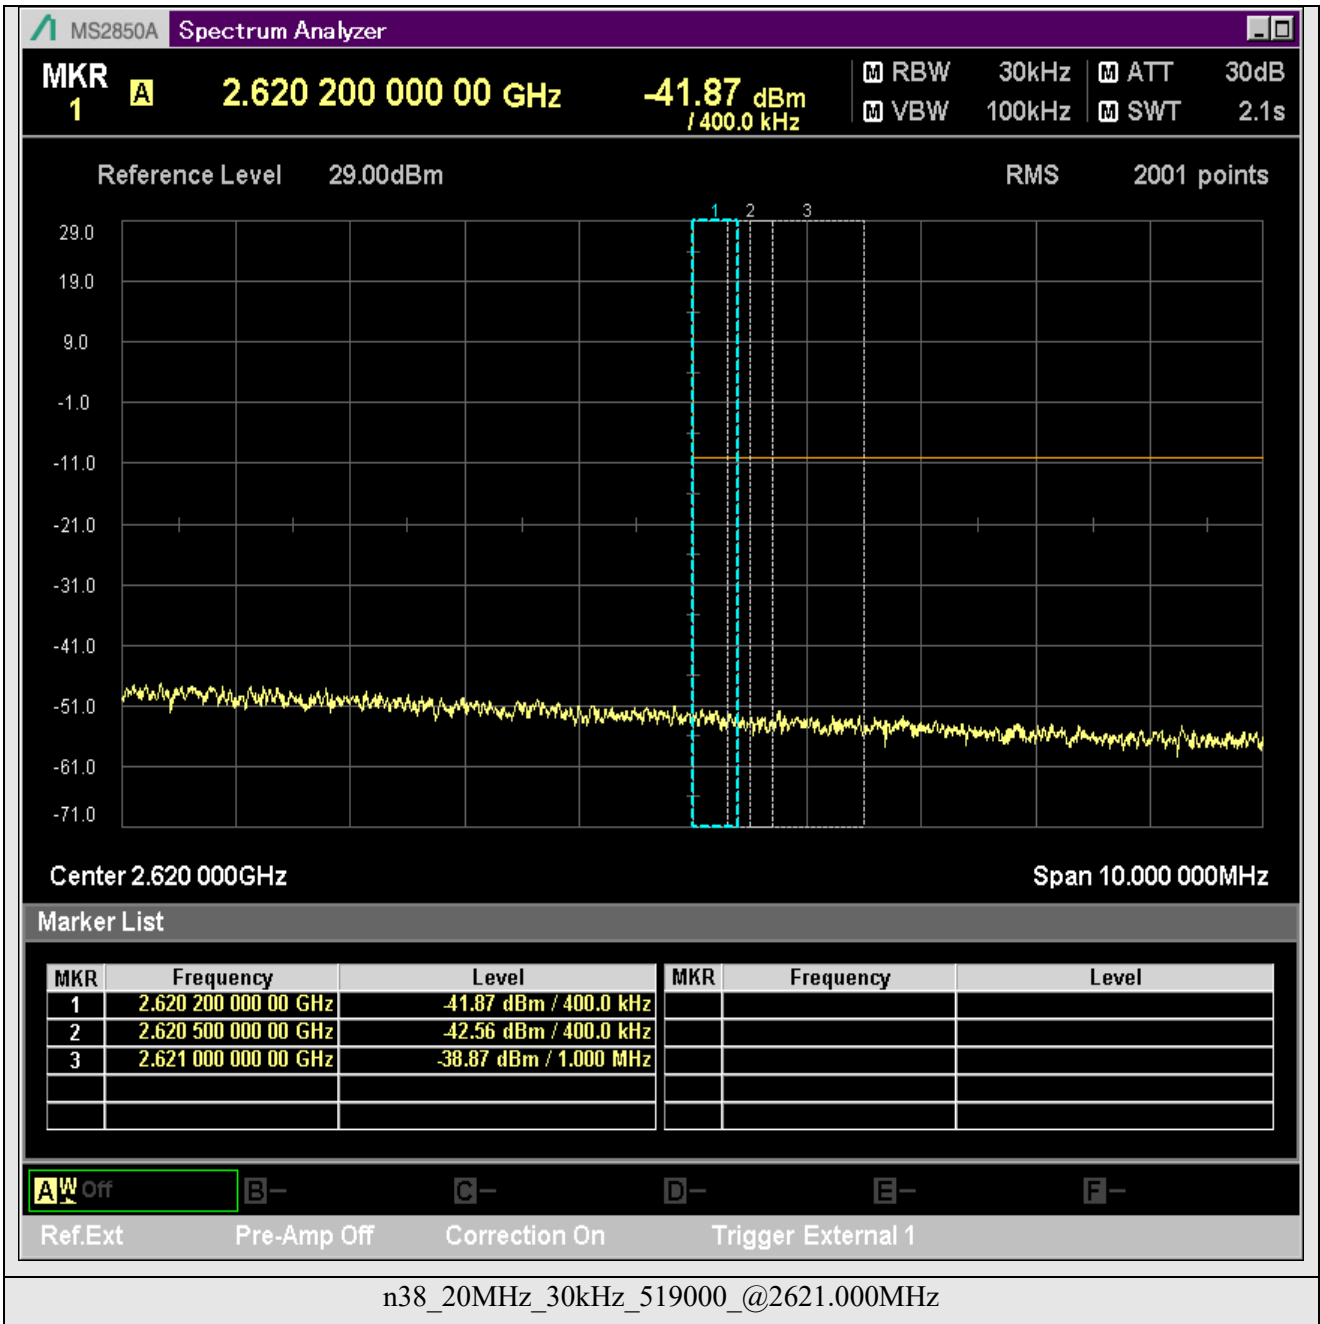 MS2850A Spectrum Analyzer
MKR 1 A 2.620 200 000 00 GHz -41.87 dBm / 400.0 kHz
M RBW 30kHz M ATT 30dB
M VBW 100kHz M SWT 2.1s
Reference Level 29.00dBm RMS 2001 points
1 2 3
29.0
19.0
9.0
-1.0
-11.0
-21.0
-31.0
-41.0
-51.0
-61.0
-71.0
Center 2.620 000GHz Span 10.000 000MHz
Marker List
MKR Frequency Level MKR Frequency Level
1 2.620 200 000 00 GHz -41.87 dBm / 400.0 kHz
2 2.620 500 000 00 GHz -42.56 dBm / 400.0 kHz
3 2.621 000 000 00 GHz -38.87 dBm / 1.000 MHz
A W Off B - C - D - E - F -
Ref.Ext Pre-Amp Off Correction On Trigger External 1
n38_20MHz_30kHz_519000_@2621.000MHz